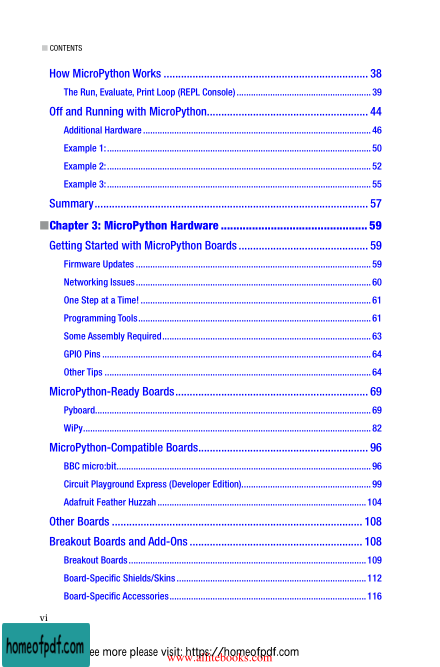 ■ CONTENTS
How MicroPython Works ..... 38
The Run, Evaluate, Print Loop (REPL Console) ..... 39
Off and Running with MicroPython ..... 44
Additional Hardware ..... 46
Example 1: ..... 50
Example 2: ..... 52
Example 3: ..... 55
Summary ..... 57
■Chapter 3: MicroPython Hardware ..... 59
Getting Started with MicroPython Boards ..... 59
Firmware Updates ..... 59
Networking Issues ..... 60
One Step at a Time! ..... 61
Programming Tools ..... 61
Some Assembly Required ..... 63
GPIO Pins ..... 64
Other Tips ..... 64
MicroPython-Ready Boards ..... 69
Pyboard ..... 69
WiPy ..... 82
MicroPython-Compatible Boards ..... 96
BBC micro:bit ..... 96
Circuit Playground Express (Developer Edition) ..... 99
Adafruit Feather Huzzah ..... 104
Other Boards ..... 108
Breakout Boards and Add-Ons ..... 108
Breakout Boards ..... 109
Board-Specific Shields/Skins ..... 112
Board-Specific Accessories ..... 116
vi
homeofpdf.com
ee more please visit: https://homeofpdf.com
www.allitebooks.com